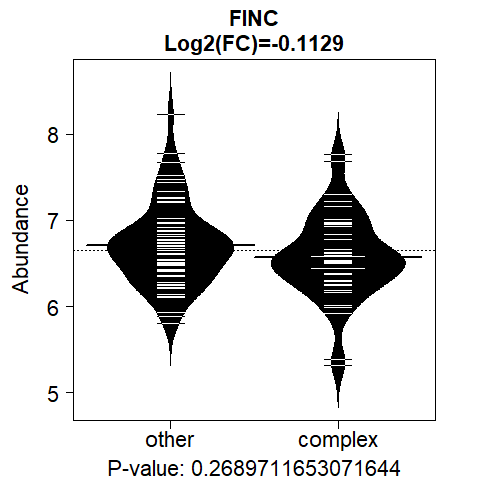 FINC
Log2(FC)=-0.1129
Abundance
8
7
6
5
other complex
P-value: 0.2689711653071644